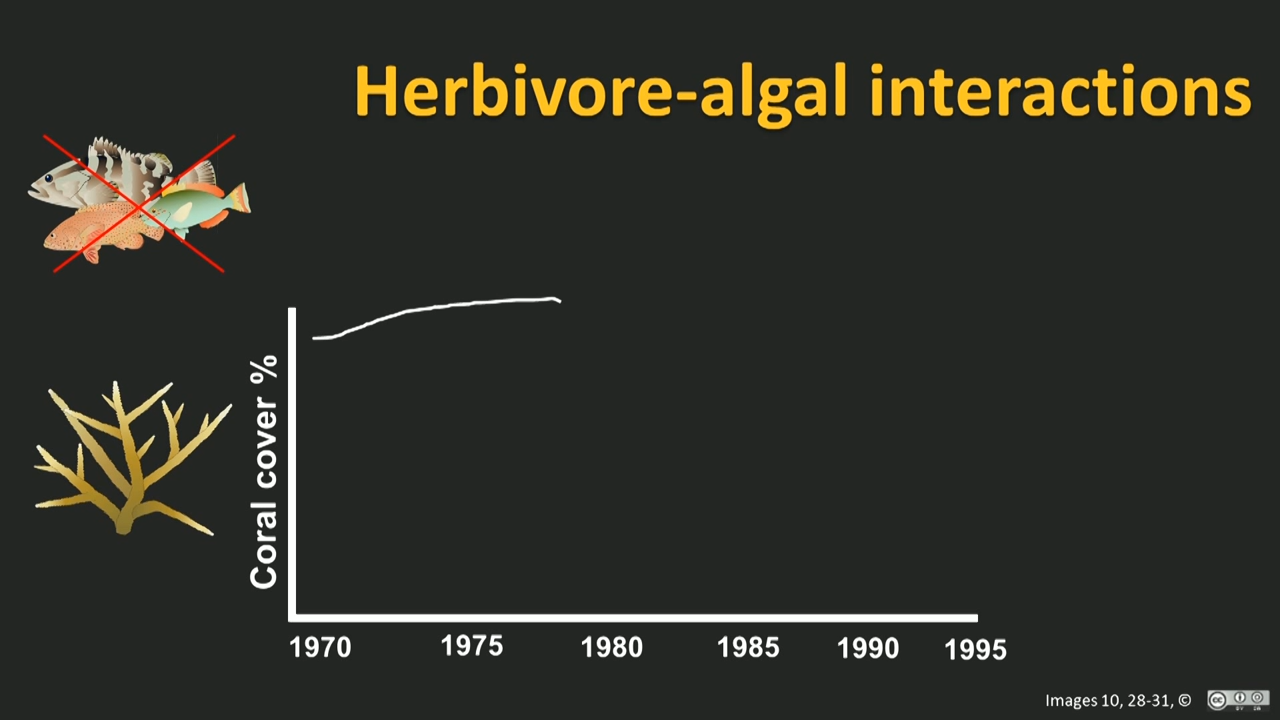 Herbivore-algal interactions
Coral cover %
1970 1975 1980 1985 1990 1995
Images 10, 28-31, ©